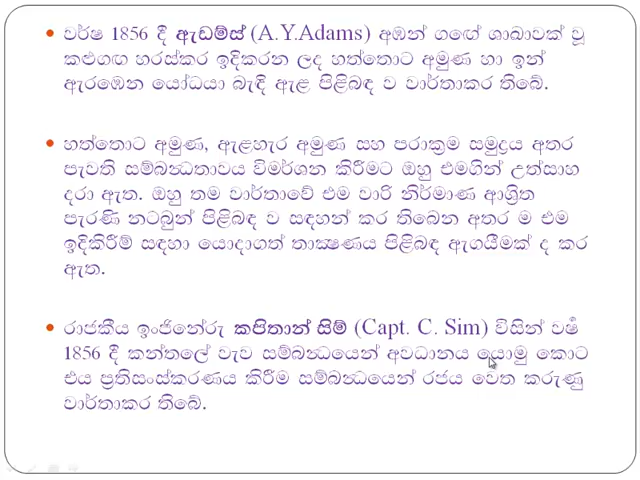 වර්ෂ 1856 දී ඇඩම්ස් (A.Y.Adams) අඹන් ගඟේ ශාඛාවක් වූ
කළුගඟ හරස්කර ඉදිකරන ලද හත්තොට අමුණ හා ඉන්
ඇරඹෙන යෝධයා බැඳි ඇළ පිළිබඳ ව වාර්තාකර තිබේ.
හත්තොට අමුණ, ඇළහැර අමුණ සහ පරාක්‍රම සමුද්‍රය අතර
පැවති සම්බන්‍ධතාවය විමර්ශන කිරීමට ඔහු එමගින් උත්සාහ
දරා ඇත. ඔහු තම වාර්තාවේ එම වාරි නිර්මාණ ආශ්‍රිත
පැරණි නටබුන් පිළිබඳ ව සඳහන් කර තිබෙන අතර ම එම
ඉදිකිරීම් සඳහා යොදාගත් තාක්‍ෂණය පිළිබඳ ඇගයීමක් ද කර
ඇත.
රාජකීය ඉංජිනේරු කපිතාන් සිම් (Capt. C. Sim) විසින් වර්‍ෂ
1856 දී කන්තලේ වැව සම්බන්‍ධයෙන් අවධානය යොමු කොට
එය ප්‍රතිසංස්කරණය කිරීම සම්බන්‍ධයෙන් රජය වෙත කරුණු
වාර්තාකර තිබේ.